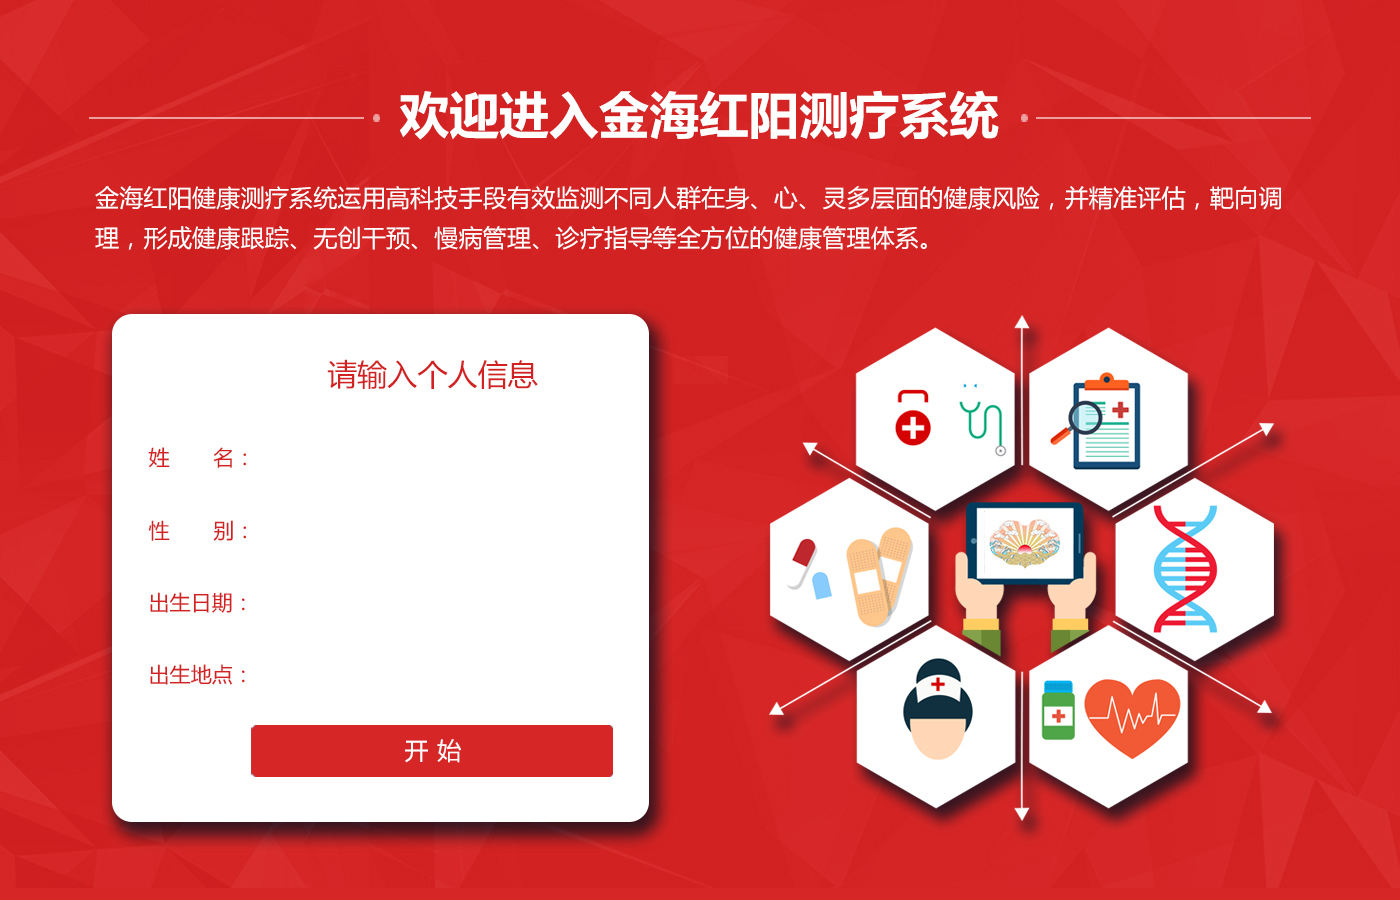 欢迎进入金海红阳测疗系统
金海红阳健康测疗系统运用高科技手段有效监测不同人群在身、心、灵多层面的健康风险，并精准评估，靶向调
理，形成健康跟踪、无创干预、慢病管理、诊疗指导等全方位的健康管理体系。
请输入个人信息
姓 名：
性 别：
出生日期：
出生地点：
开 始